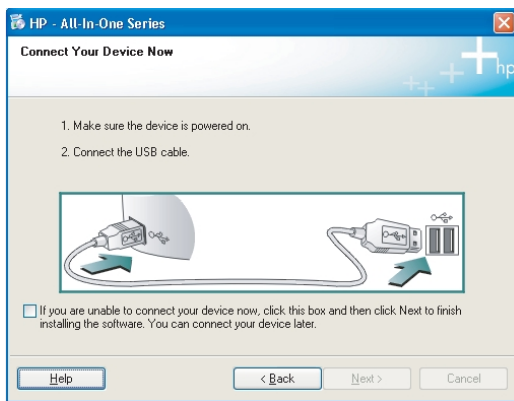 HP - All-In-One Series
Connect Your Device Now
hp
1. Make sure the device is powered on.
2. Connect the USB cable.
If you are unable to connect your device now, click this box and then click Next to finish
installing the software. You can connect your device later.
Help
< Back
Next >
Cancel